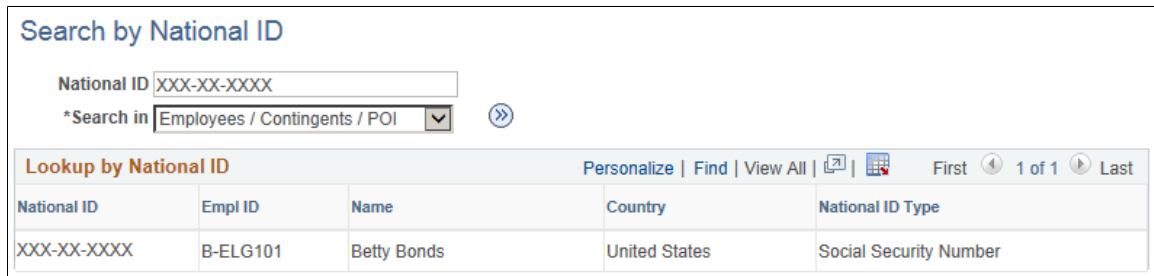 Search by National ID
National ID XXX-XX-XXXX
*Search in Employees / Contingents / POI
Lookup by National ID Personalize | Find | View All | | First 1 of 1 Last
National ID Empl ID Name Country National ID Type
XXX-XX-XXXX B-ELG101 Betty Bonds United States Social Security Number